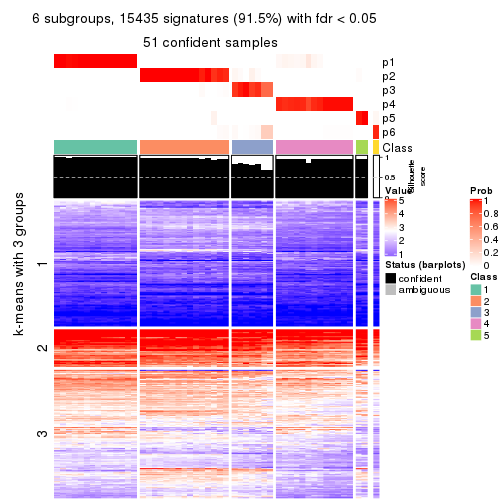 6 subgroups, 15435 signatures (91.5%) with fdr < 0.05
51 confident samples
p1
p2
p3
p4
p5
p6
Class
1
0.5
0
Silhouette
score
k-means with 3 groups
1
2
3
Value
5
4
3
2
1
Status (barplots)
confident
ambiguous
Prob
1
0.8
0.6
0.4
0.2
0
Class
1
2
3
4
5